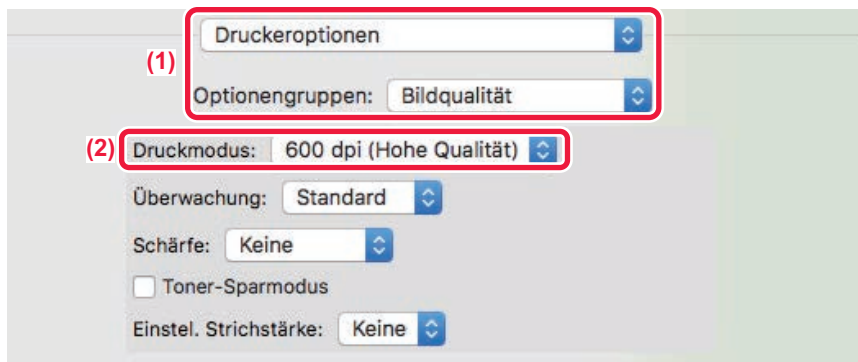 Druckeroptionen
(1)
Optionengruppen: Bildqualität
(2) Druckmodus: 600 dpi (Hohe Qualität)
Überwachung: Standard
Schärfe: Keine
Toner-Sparmodus
Einstel. Strichstärke: Keine